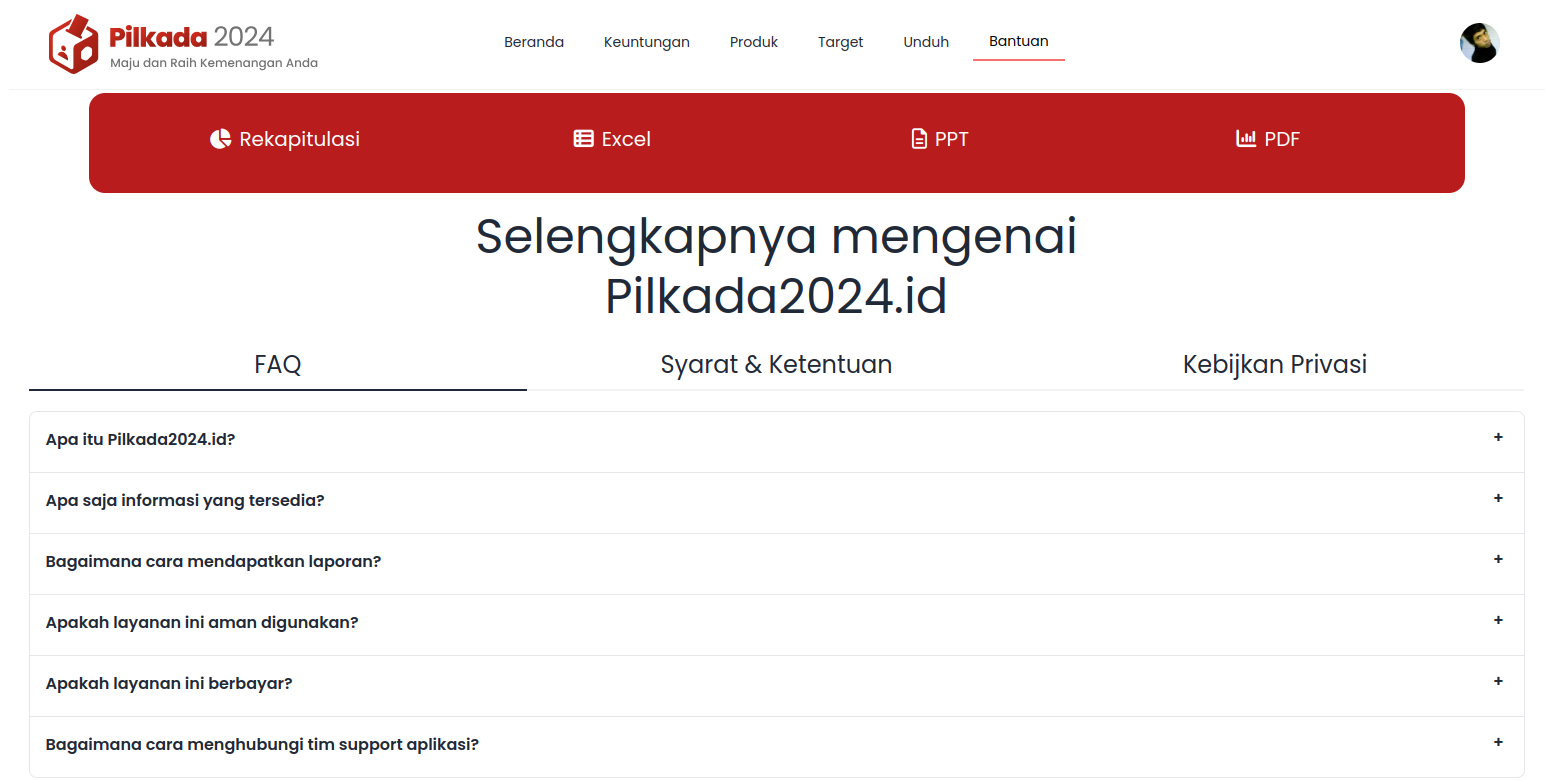 Pilkada 2024
Maju dan Raih Kemenangan Anda
Beranda Keuntungan Produk Target Unduh Bantuan
Rekapitulasi Excel PPT PDF
Selengkapnya mengenai
Pilkada2024.id
FAQ Syarat & Ketentuan Kebijkan Privasi
Apa itu Pilkada2024.id? +
Apa saja informasi yang tersedia? +
Bagaimana cara mendapatkan laporan? +
Apakah layanan ini aman digunakan? +
Apakah layanan ini berbayar? +
Bagaimana cara menghubungi tim support aplikasi? +